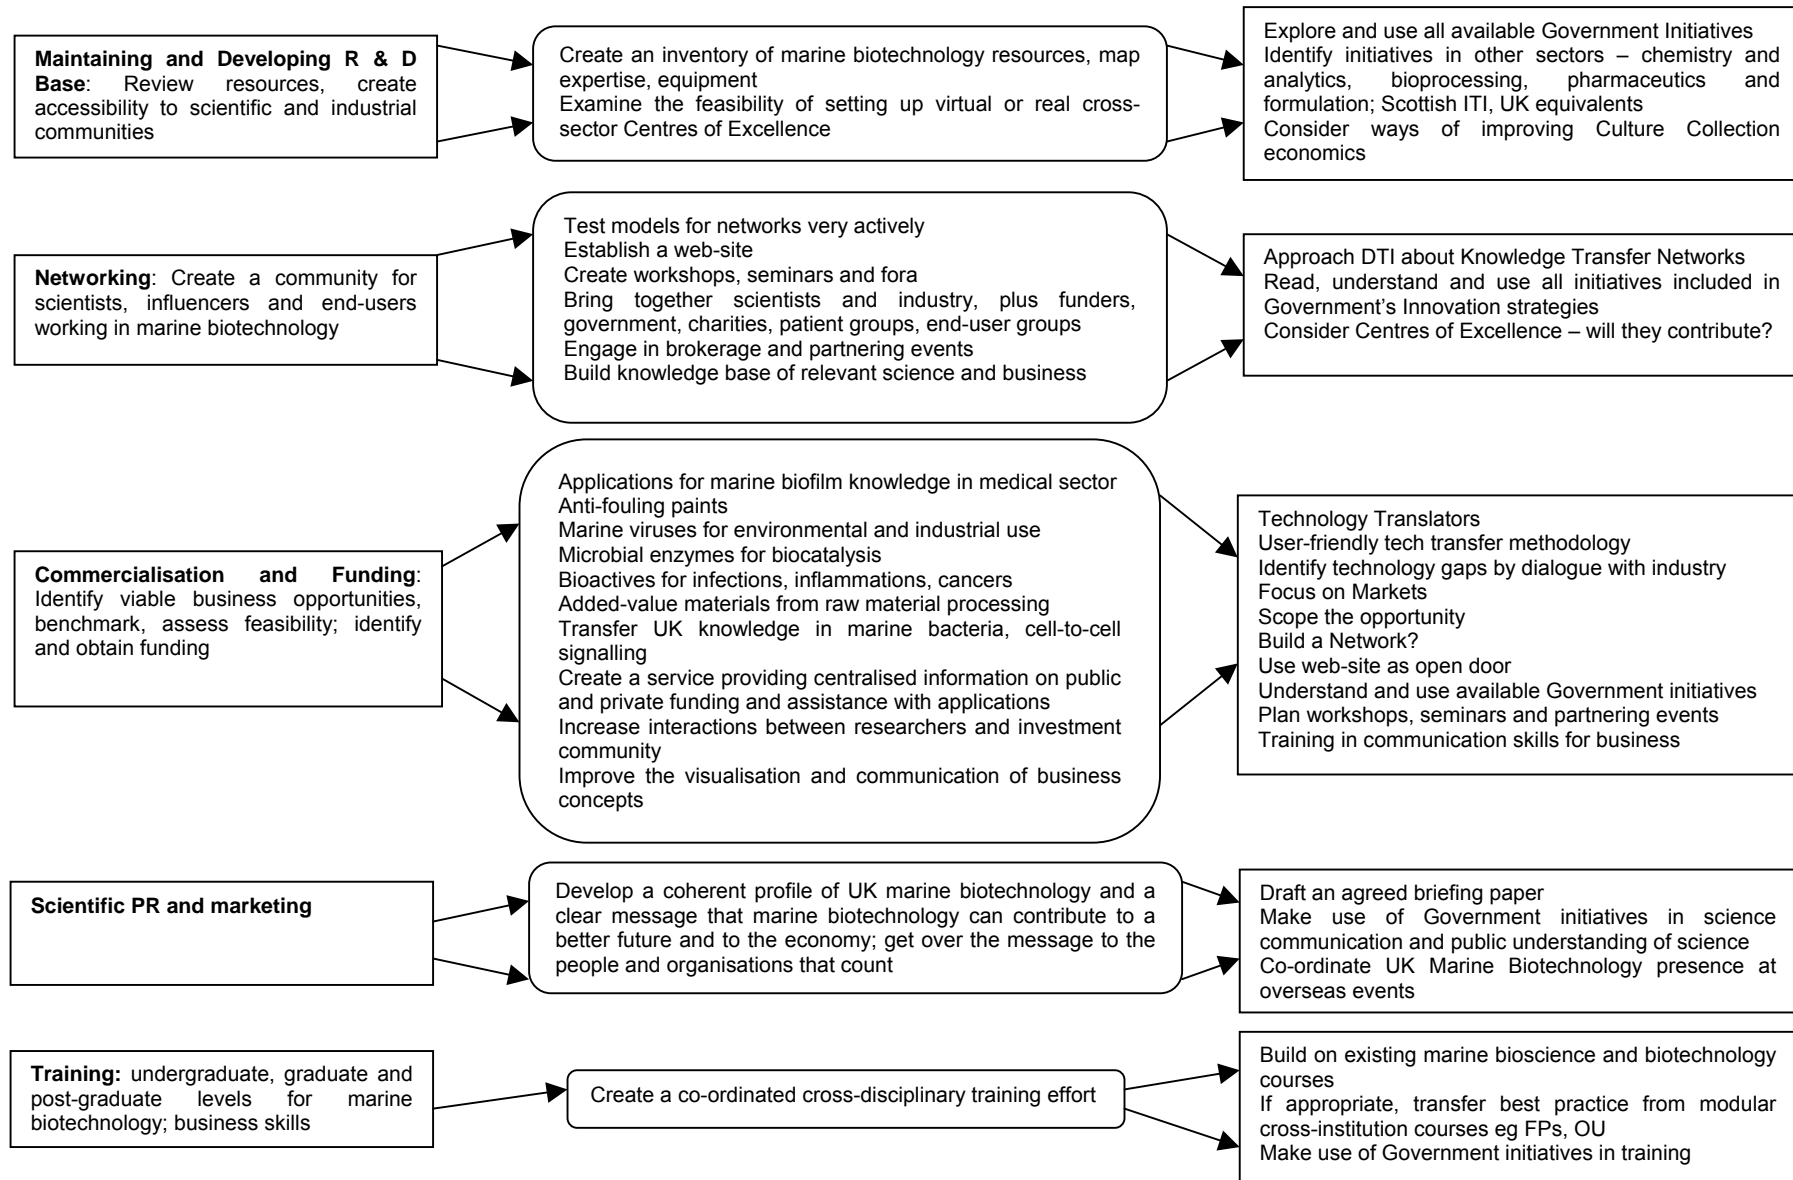 Maintaining and Developing R & D
Base: Review resources, create
accessibility to scientific and industrial
communities
Create an inventory of marine biotechnology resources, map
expertise, equipment
Examine the feasibility of setting up virtual or real cross-
sector Centres of Excellence
Explore and use all available Government Initiatives
Identify initiatives in other sectors – chemistry and
analytics, bioprocessing, pharmaceutics and
formulation; Scottish ITI, UK equivalents
Consider ways of improving Culture Collection
economics
Networking: Create a community for
scientists, influencers and end-users
working in marine biotechnology
Test models for networks very actively
Establish a web-site
Create workshops, seminars and fora
Bring together scientists and industry, plus funders,
government, charities, patient groups, end-user groups
Engage in brokerage and partnering events
Build knowledge base of relevant science and business
Approach DTI about Knowledge Transfer Networks
Read, understand and use all initiatives included in
Government’s Innovation strategies
Consider Centres of Excellence – will they contribute?
Commercialisation and Funding:
Identify viable business opportunities,
benchmark, assess feasibility; identify
and obtain funding
Applications for marine biofilm knowledge in medical sector
Anti-fouling paints
Marine viruses for environmental and industrial use
Microbial enzymes for biocatalysis
Bioactives for infections, inflammations, cancers
Added-value materials from raw material processing
Transfer UK knowledge in marine bacteria, cell-to-cell
signalling
Create a service providing centralised information on public
and private funding and assistance with applications
Increase interactions between researchers and investment
community
Improve the visualisation and communication of business
concepts
Technology Translators
User-friendly tech transfer methodology
Identify technology gaps by dialogue with industry
Focus on Markets
Scope the opportunity
Build a Network?
Use web-site as open door
Understand and use available Government initiatives
Plan workshops, seminars and partnering events
Training in communication skills for business
Scientific PR and marketing
Develop a coherent profile of UK marine biotechnology and a
clear message that marine biotechnology can contribute to a
better future and to the economy; get over the message to the
people and organisations that count
Draft an agreed briefing paper
Make use of Government initiatives in science
communication and public understanding of science
Co-ordinate UK Marine Biotechnology presence at
overseas events
Training: undergraduate, graduate and
post-graduate levels for marine
biotechnology; business skills
Create a co-ordinated cross-disciplinary training effort
Build on existing marine bioscience and biotechnology
courses
If appropriate, transfer best practice from modular
cross-institution courses eg FPs, OU
Make use of Government initiatives in training